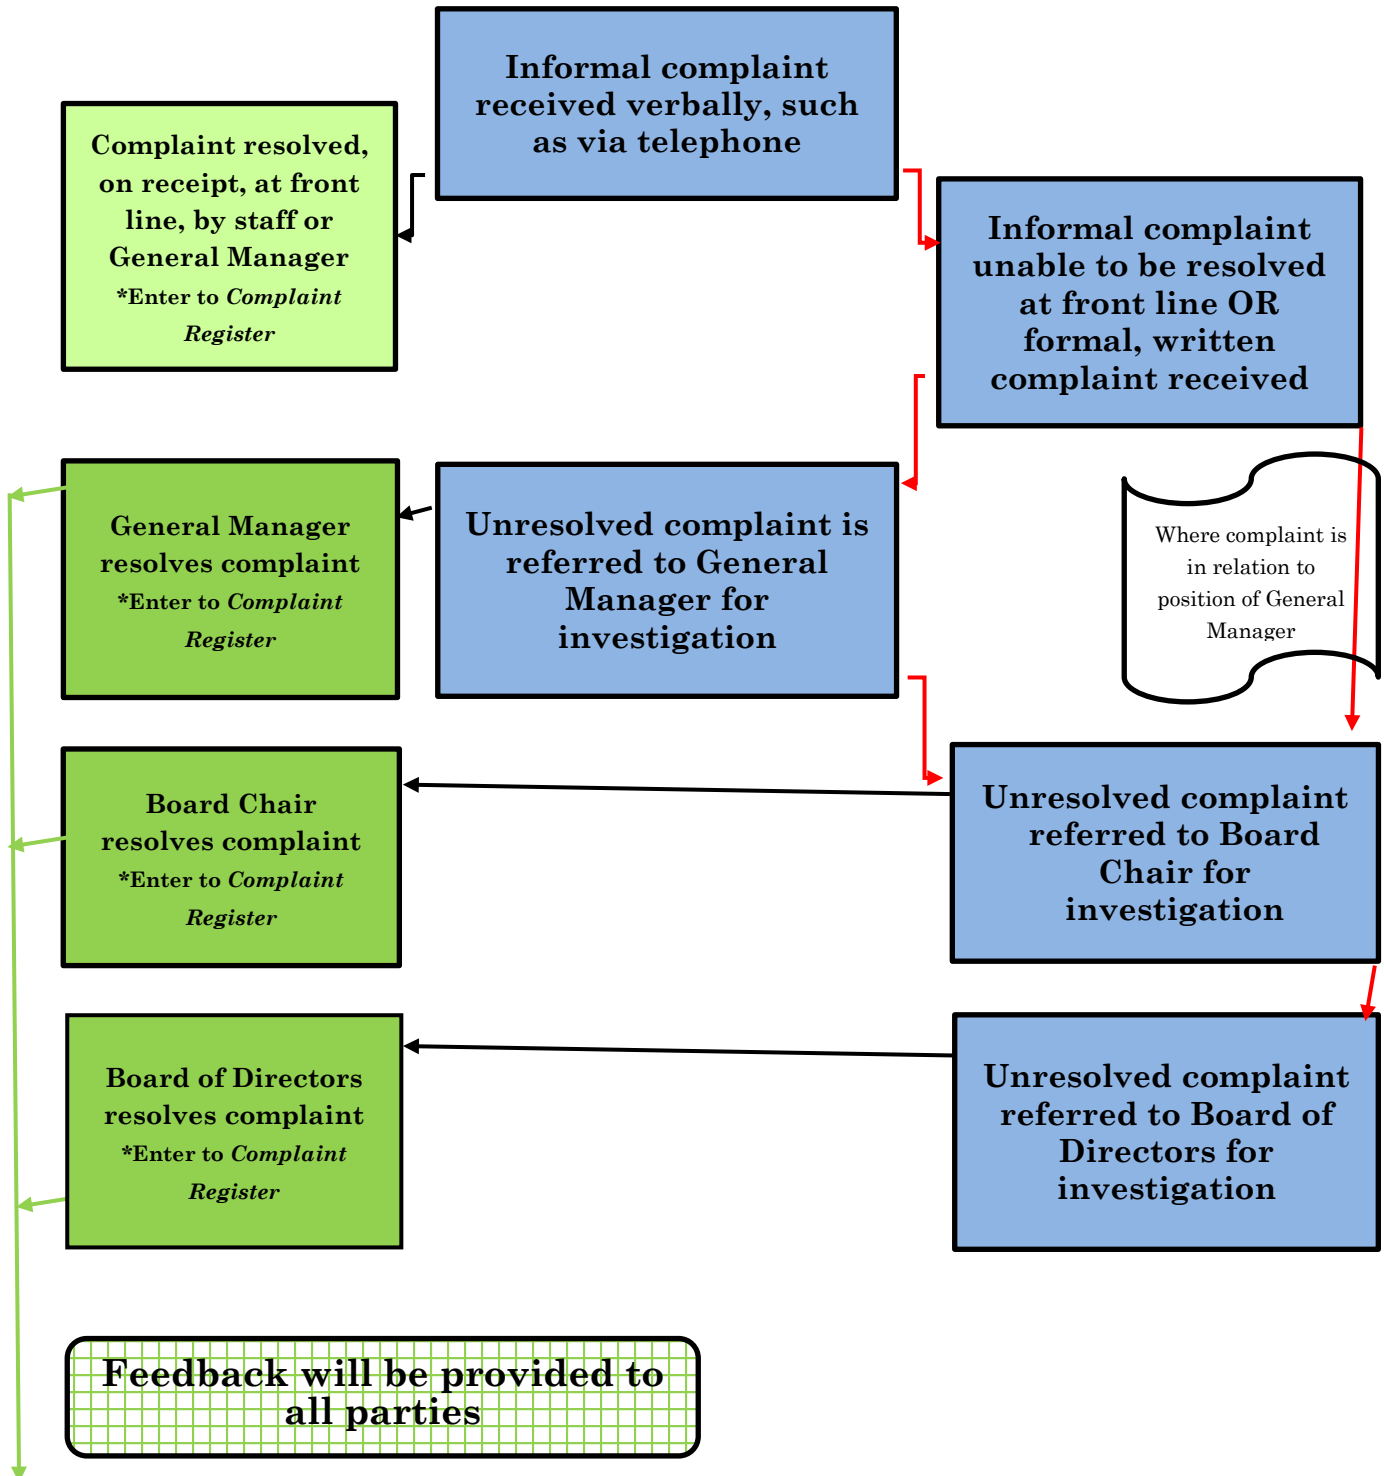 Informal complaint
received verbally, such
as via telephone
Complaint resolved,
on receipt, at front
line, by staff or
General Manager
*Enter to Complaint
Register
Informal complaint
unable to be resolved
at front line OR
formal, written
complaint received
General Manager
resolves complaint
*Enter to Complaint
Register
Unresolved complaint is
referred to General
Manager for
investigation
Where complaint is
in relation to
position of General
Manager
Board Chair
resolves complaint
*Enter to Complaint
Register
Unresolved complaint
referred to Board
Chair for
investigation
Board of Directors
resolves complaint
*Enter to Complaint
Register
Unresolved complaint
referred to Board of
Directors for
investigation
Feedback will be provided to
all parties